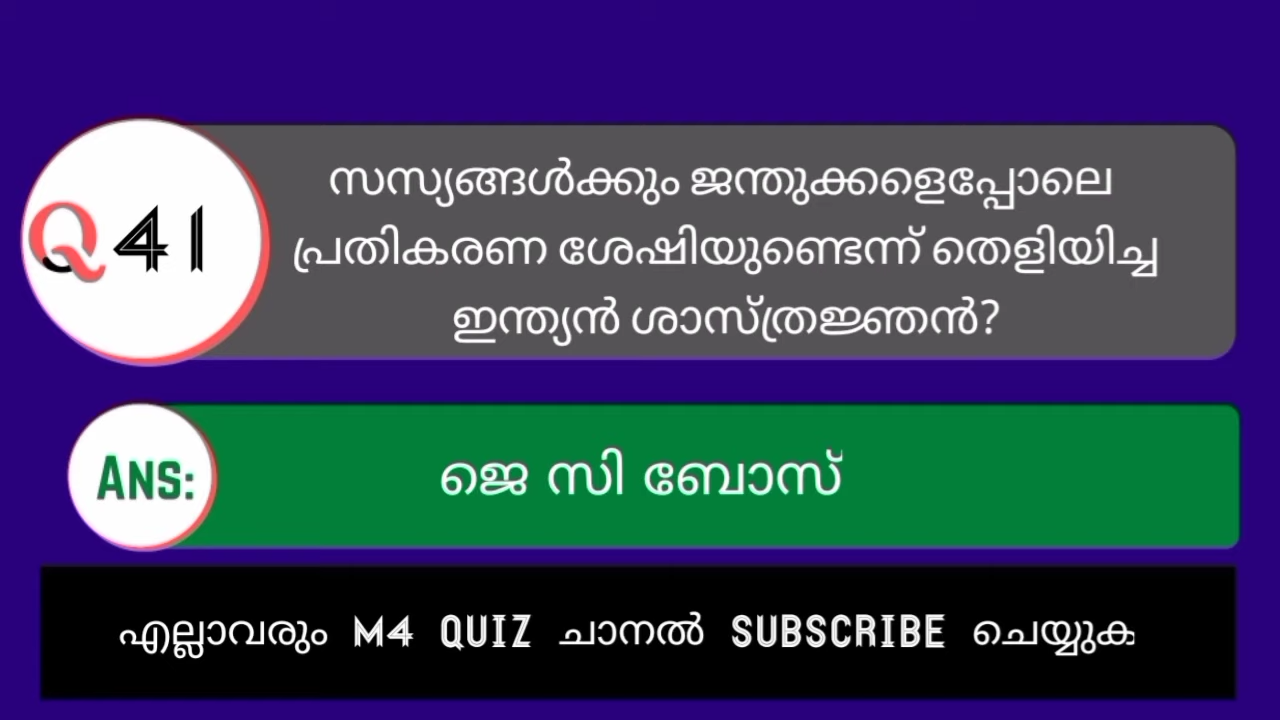 Q41
സസ്യങ്ങൾക്കും ജന്തുക്കളെപ്പോലെ
പ്രതികരണ ശേഷിയുണ്ടെന്ന് തെളിയിച്ച
ഇന്ത്യൻ ശാസ്ത്രജ്ഞൻ?
ANS:
ജെ സി ബോസ്
എല്ലാവരും M4 QUIZ ചാനൽ SUBSCRIBE ചെയ്യുക